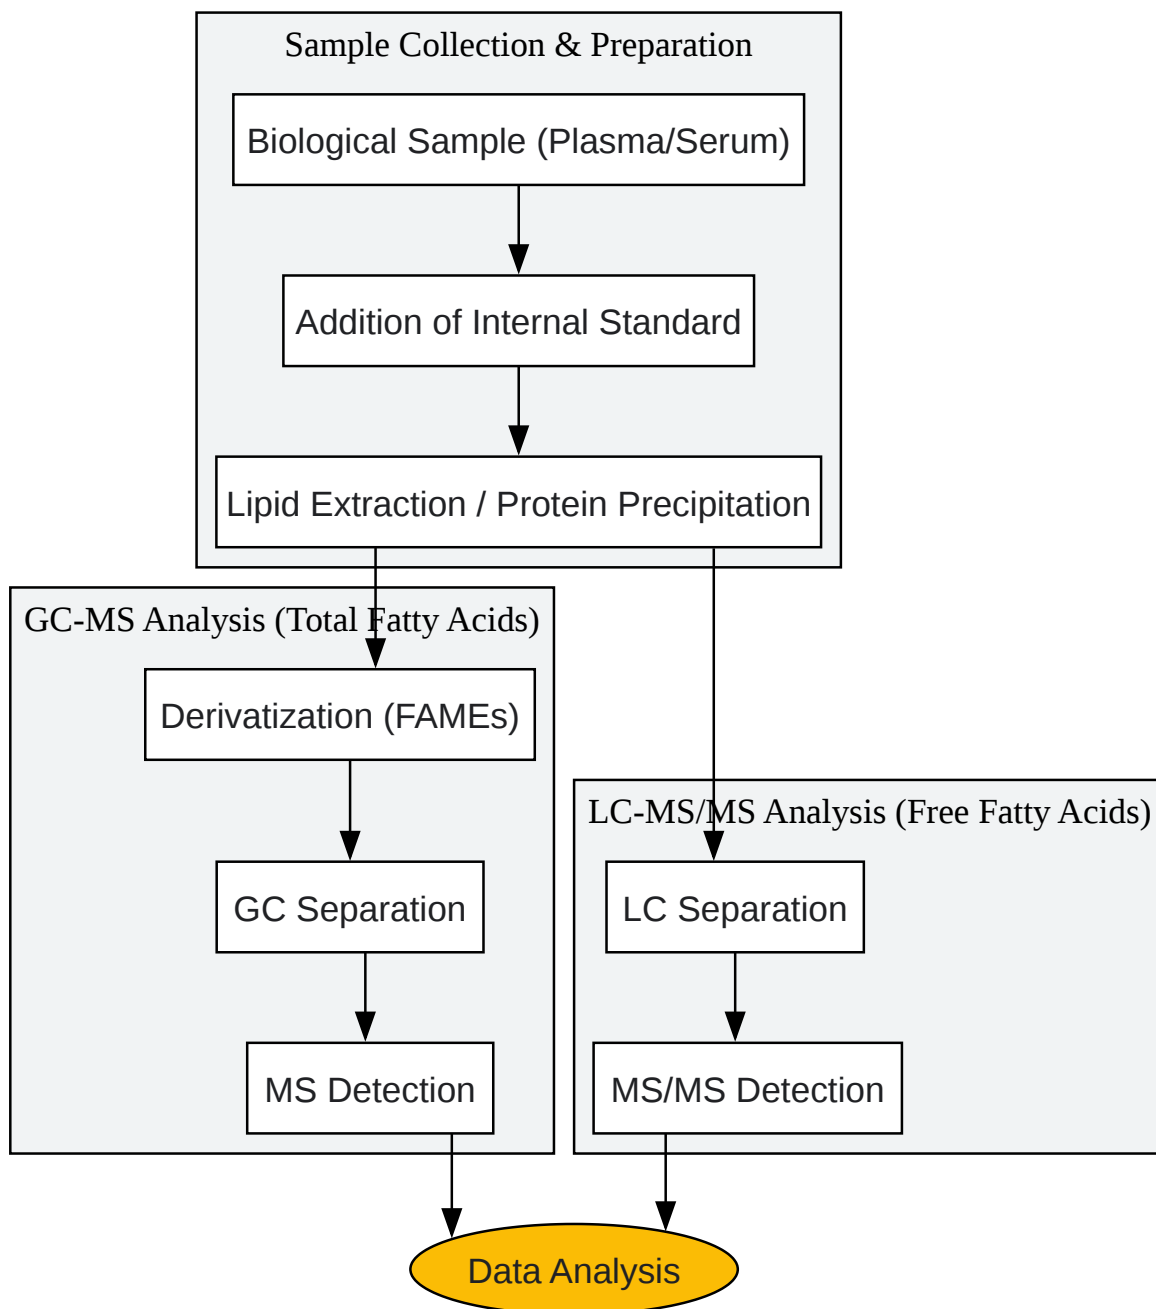 Sample Collection & Preparation
Biological Sample (Plasma/Serum)
Addition of Internal Standard
Lipid Extraction / Protein Precipitation
GC-MS Analysis (Total Fatty Acids)
Derivatization (FAMEs)
GC Separation
MS Detection
LC-MS/MS Analysis (Free Fatty Acids)
LC Separation
MS/MS Detection
Data Analysis